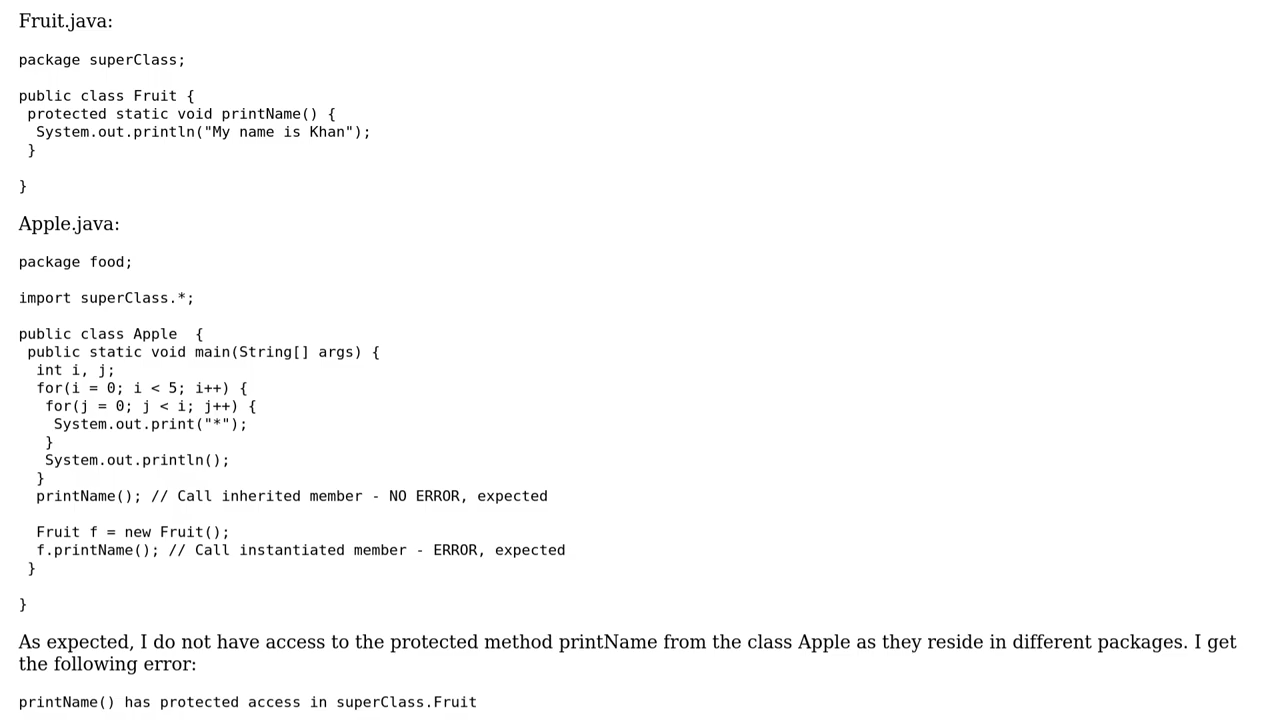 Fruit.java:
package superClass;
public class Fruit {
 protected static void printName() {
  System.out.println("My name is Khan");
 }
}
Apple.java:
package food;
import superClass.*;
public class Apple  {
 public static void main(String[] args) {
  int i, j;
  for(i = 0; i < 5; i++) {
   for(j = 0; j < i; j++) {
    System.out.print("*");
   }
   System.out.println();
  }
  printName(); // Call inherited member - NO ERROR, expected
  Fruit f = new Fruit();
  f.printName(); // Call instantiated member - ERROR, expected
 }
}
As expected, I do not have access to the protected method printName from the class Apple as they reside in different packages. I get
the following error:
printName() has protected access in superClass.Fruit